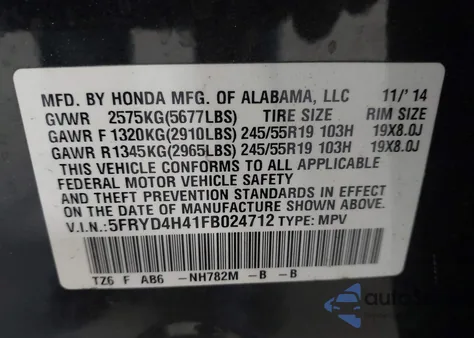 MFD. BY HONDA MFG. OF ALABAMA, LLC 11/'14
GVWR 2575KG(5677LBS) TIRE SIZE RIM SIZE
GAWR F 1320KG(2910LBS) 245/55R19 103H 19X8.0J
GAWR R 1345KG(2965LBS) 245/55R19 103H 19X8.0J
THIS VEHICLE CONFORMS TO ALL APPLICABLE
FEDERAL MOTOR VEHICLE SAFETY
AND THEFT PREVENTION STANDARDS IN EFFECT
ON THE DATE OF MANUFACTURE SHOWN ABOVE.
V.I.N.:5FRYD4H41FB024712 TYPE: MPV
TZ6 F AB6 -NH782M -B -B